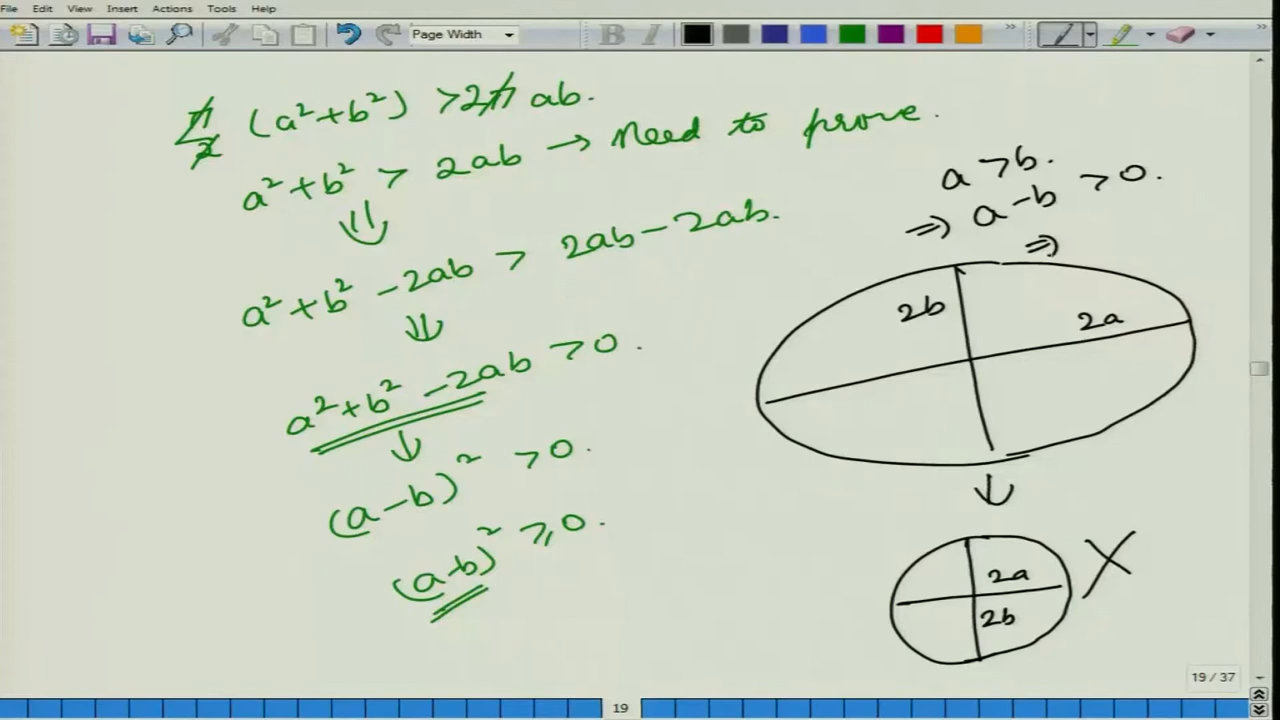 File Edit View Insert Actions Tools Help
Page Width
π/2 (a²+b²) > 2π ab.
a²+b² > 2ab → Need to prove.
⇓
a²+b² -2ab > 2ab-2ab.
⇓
a²+b² -2ab > 0.
↓
(a-b)² > 0.
(a-b)² ≥ 0.
a > b.
⇒ a-b > 0.
⇒
2b
2a
↓
2a
2b
X
19 / 37
19